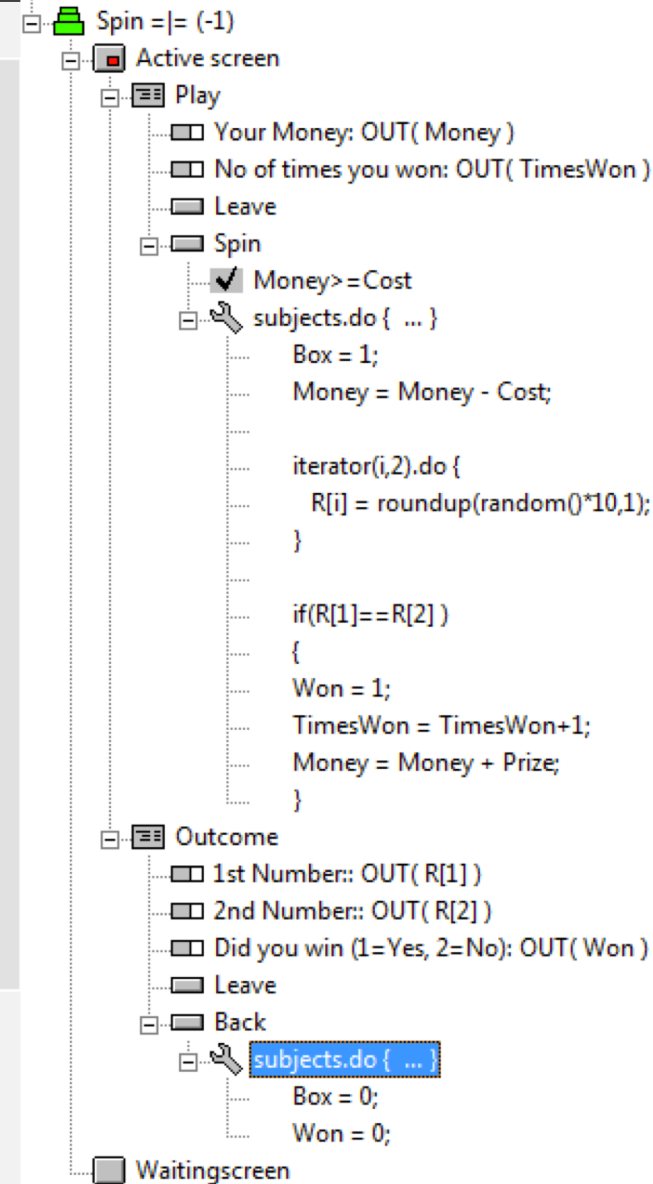 Spin =|= (-1)
Active screen
Play
Your Money: OUT( Money )
No of times you won: OUT( TimesWon )
Leave
Spin
Money>=Cost
subjects.do { ... }
Box = 1;
Money = Money - Cost;
iterator(i,2).do {
R[i] = roundup(random()*10,1);
}
if(R[1]==R[2] )
{
Won = 1;
TimesWon = TimesWon+1;
Money = Money + Prize;
}
Outcome
1st Number:: OUT( R[1] )
2nd Number:: OUT( R[2] )
Did you win (1=Yes, 2=No): OUT( Won )
Leave
Back
subjects.do { ... }
Box = 0;
Won = 0;
Waitingscreen